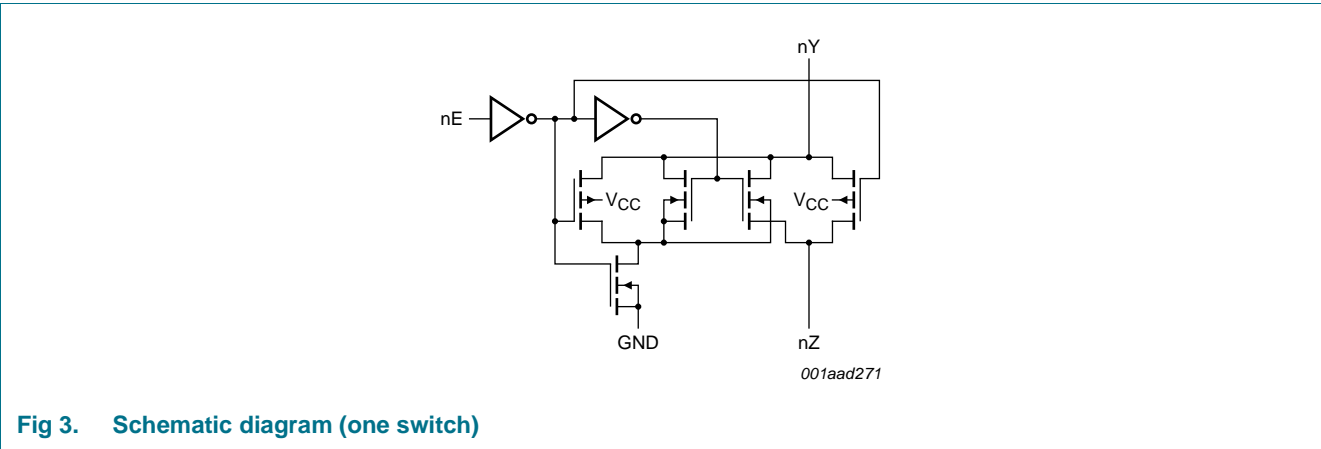 nY
nE
VCC
VCC
GND
nZ
001aad271
Fig 3. Schematic diagram (one switch)